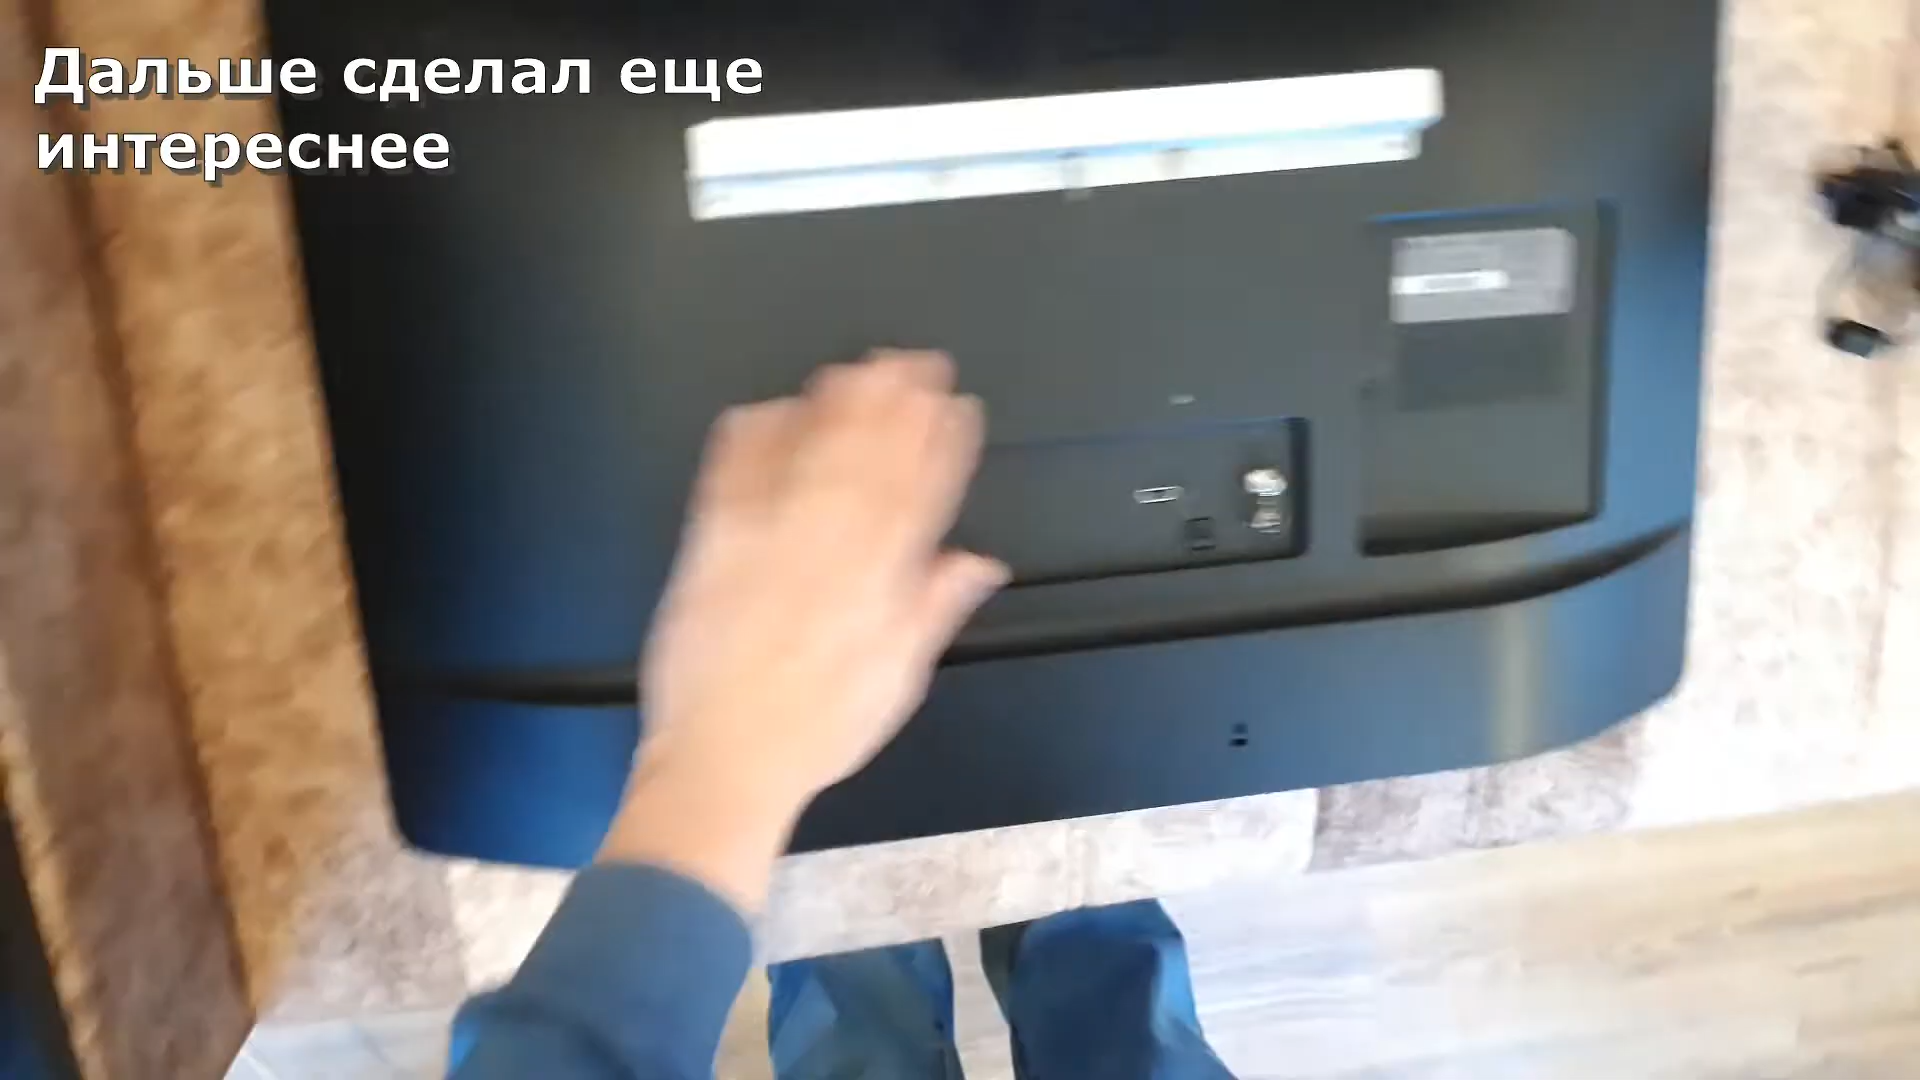 Дальше сделал еще
интереснее